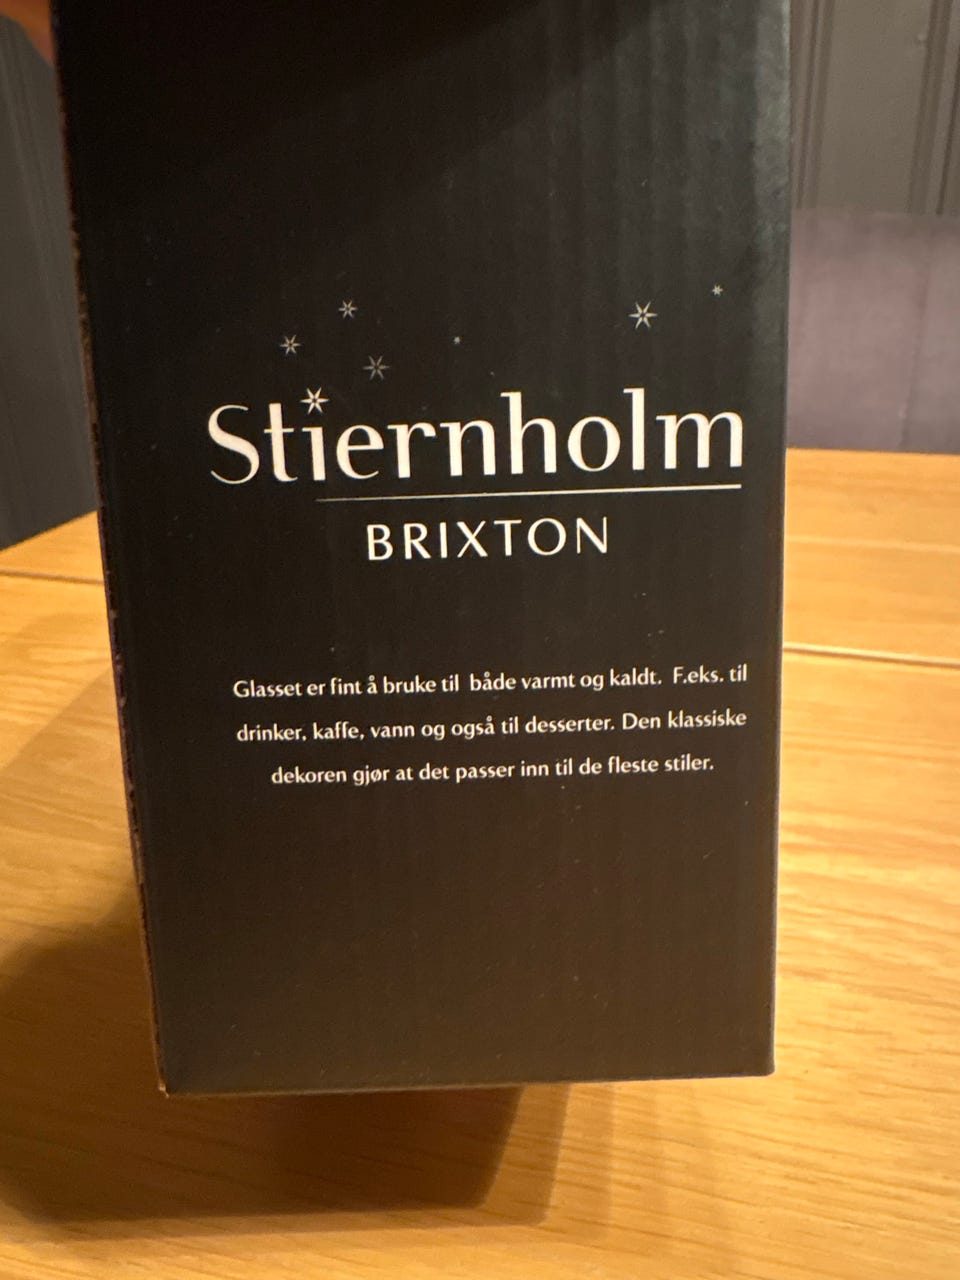 Stiernholm
BRIXTON
Glasset er fint å bruke til både varmt og kaldt. F.eks. til
drinker, kaffe, vann og også til desserter. Den klassiske
dekoren gjør at det passer inn til de fleste stiler.